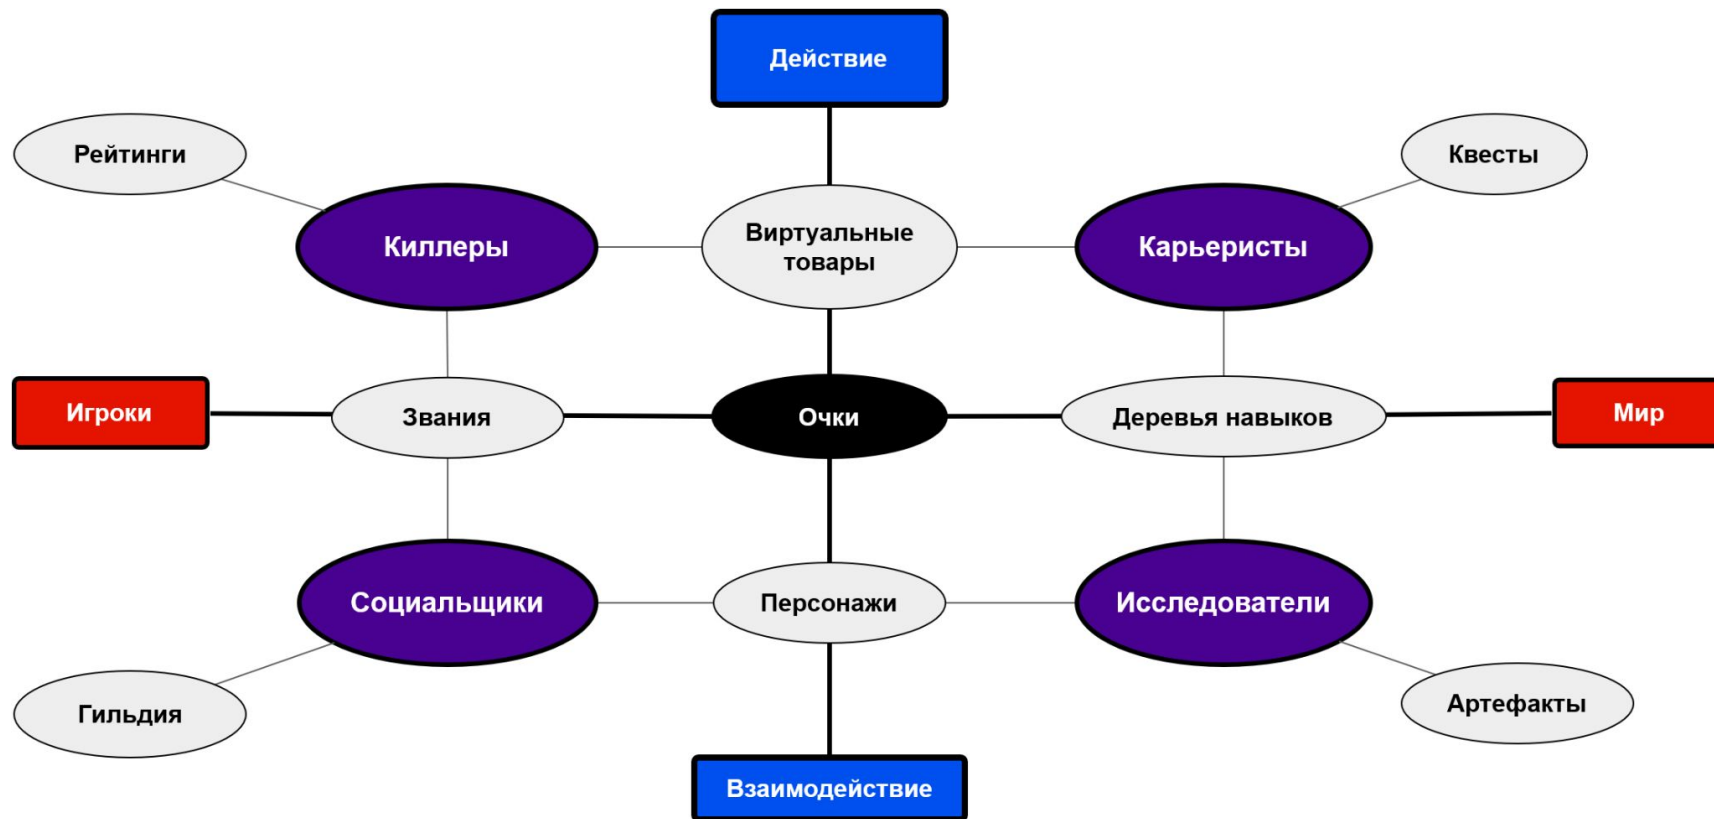 Действие
Рейтинги
Квесты
Киллеры
Виртуальные
товары
Карьеристы
Игроки
Звания
Очки
Деревья навыков
Мир
Социальщики
Персонажи
Исследователи
Гильдия
Артефакты
Взаимодействие